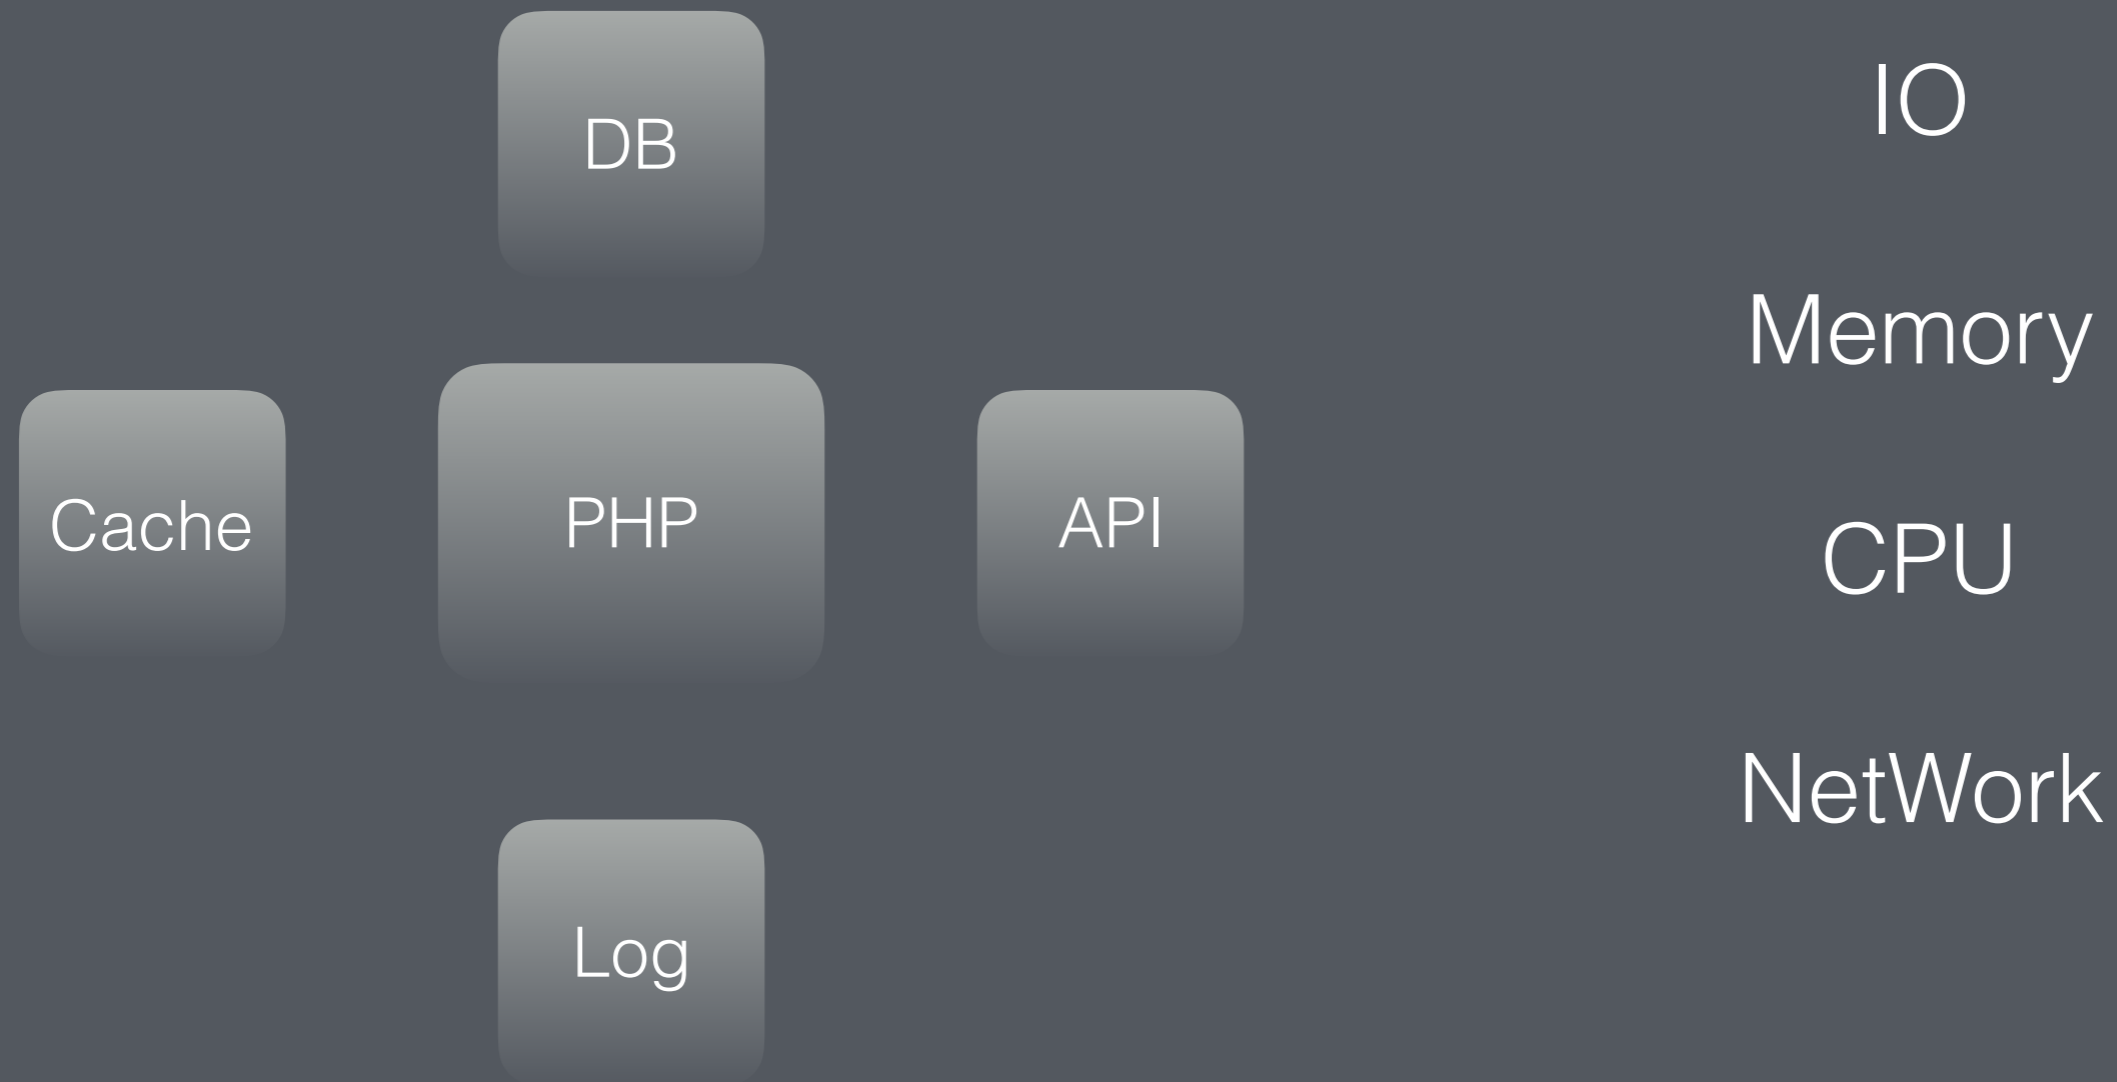 DB
Cache
PHP
API
Log
IO
Memory
CPU
NetWork